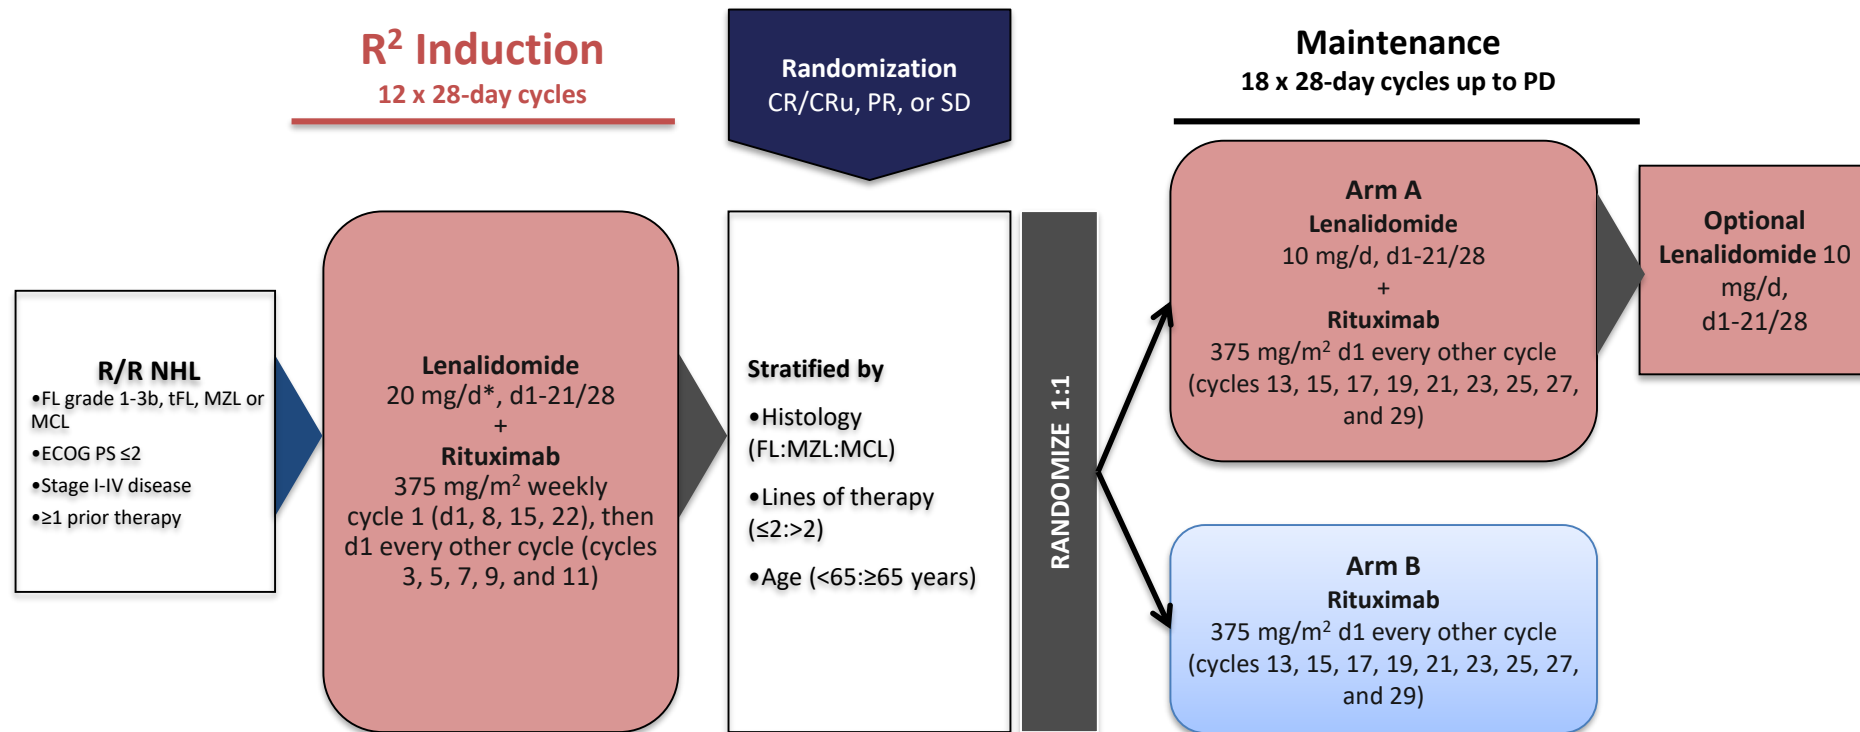 R² Induction
12 x 28-day cycles
Randomization
CR/CRu, PR, or SD
Maintenance
18 x 28-day cycles up to PD
R/R NHL
•FL grade 1-3b, tFL, MZL or
MCL
•ECOG PS ≤2
•Stage I-IV disease
•≥1 prior therapy
Lenalidomide
20 mg/d*, d1-21/28
+
Rituximab
375 mg/m² weekly
cycle 1 (d1, 8, 15, 22), then
d1 every other cycle (cycles
3, 5, 7, 9, and 11)
Stratified by
•Histology
(FL:MZL:MCL)
•Lines of therapy
(≤2:>2)
•Age (<65:≥65 years)
RANDOMIZE 1:1
Arm A
Lenalidomide
10 mg/d, d1-21/28
+
Rituximab
375 mg/m² d1 every other cycle
(cycles 13, 15, 17, 19, 21, 23, 25, 27,
and 29)
Optional
Lenalidomide 10
mg/d,
d1-21/28
Arm B
Rituximab
375 mg/m² d1 every other cycle
(cycles 13, 15, 17, 19, 21, 23, 25, 27,
and 29)